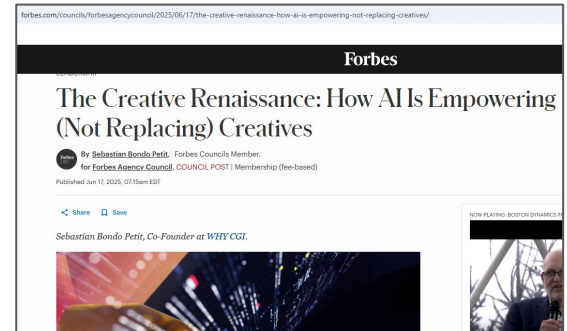 forbes.com/councils/forbesagencycouncil/2025/06/17/the-creative-renaissance-how-ai-is-empowering-not-replacing-creatives/
Forbes
LEADERSHIP
The Creative Renaissance: How AI Is Empowering
(Not Replacing) Creatives
By Sebastian Bondo Petit, Forbes Councils Member.
for Forbes Agency Council, COUNCIL POST | Membership (fee-based)
Published Jun 17, 2025, 07:15am EDT
Share Save
NOW PLAYING: BOSTON DYNAMICS
Sebastian Bondo Petit, Co-Founder at WHY CGI.